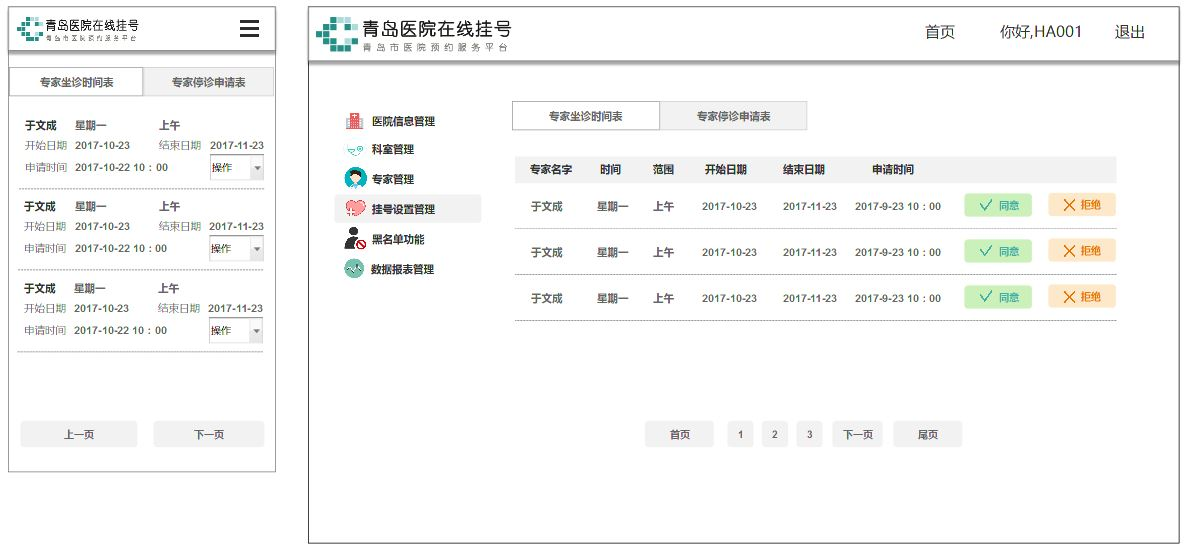 青岛医院在线挂号
青岛市医院预约服务平台
专家坐诊时间表 专家停诊申请表
于文成 星期一 上午
开始日期 2017-10-23 结束日期 2017-11-23
申请时间 2017-10-22 10：00 操作
于文成 星期一 上午
开始日期 2017-10-23 结束日期 2017-11-23
申请时间 2017-10-22 10：00 操作
于文成 星期一 上午
开始日期 2017-10-23 结束日期 2017-11-23
申请时间 2017-10-22 10：00 操作
上一页 下一页
青岛医院在线挂号
青岛市医院预约服务平台
首页 你好,HA001 退出
医院信息管理
科室管理
专家管理
挂号设置管理
黑名单功能
数据报表管理
专家坐诊时间表 专家停诊申请表
专家名字 时间 范围 开始日期 结束日期 申请时间
于文成 星期一 上午 2017-10-23 2017-11-23 2017-9-23 10：00 同意 拒绝
于文成 星期一 上午 2017-10-23 2017-11-23 2017-9-23 10：00 同意 拒绝
于文成 星期一 上午 2017-10-23 2017-11-23 2017-9-23 10：00 同意 拒绝
首页 1 2 3 下一页 尾页